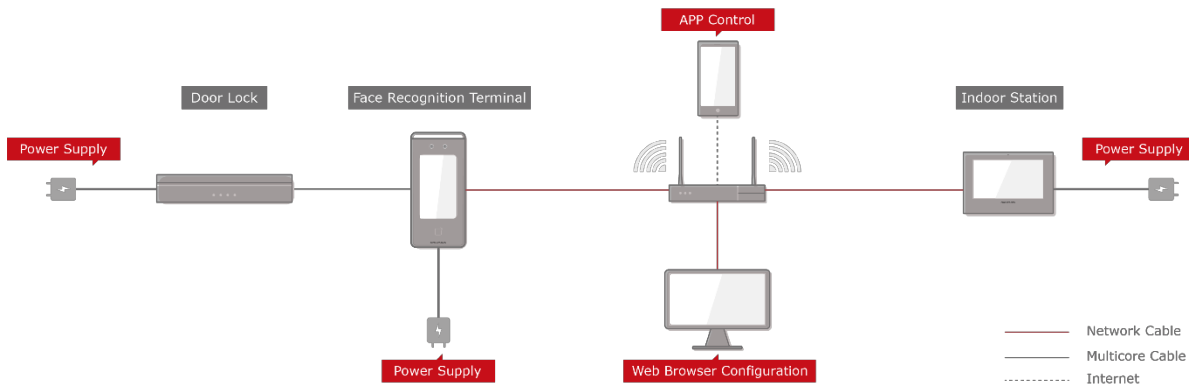 APP Control
Door Lock
Face Recognition Terminal
Indoor Station
Power Supply
Power Supply
Power Supply
Web Browser Configuration
Network Cable
Multicore Cable
Internet